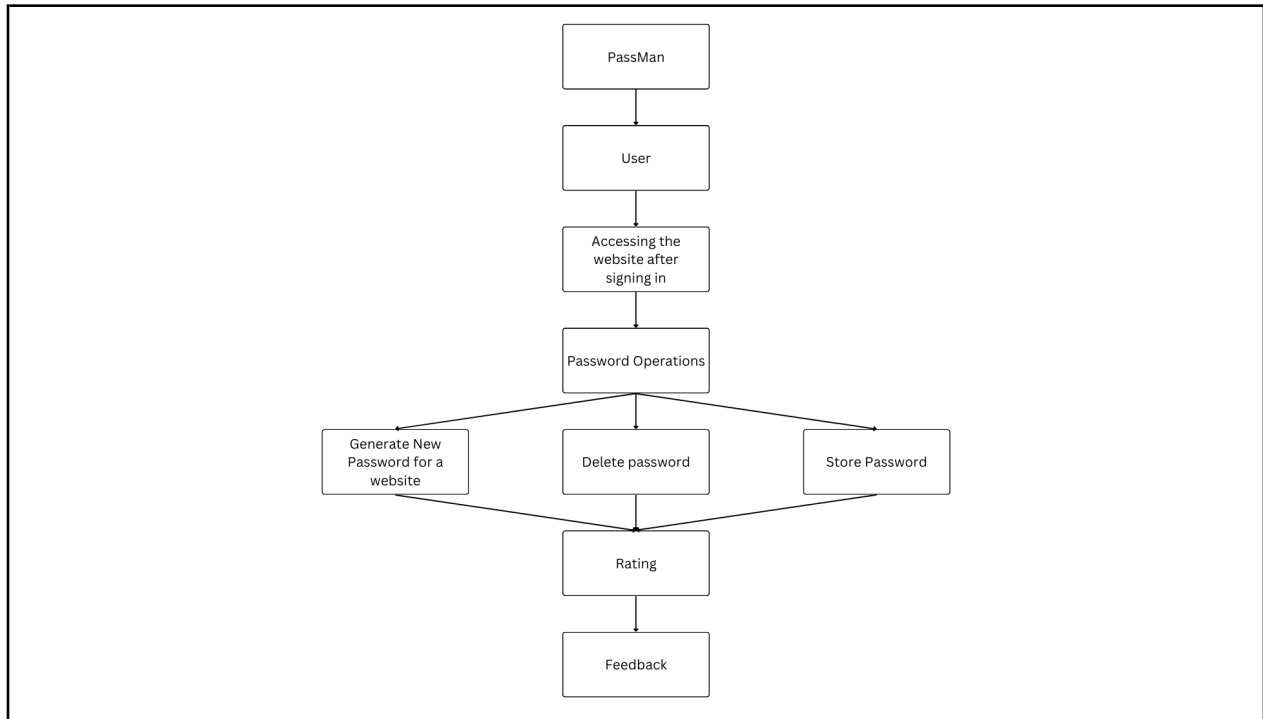 PassMan
User
Accessing the
website after
signing in
Password Operations
Generate New
Password for a
website
Delete password
Store Password
Rating
Feedback